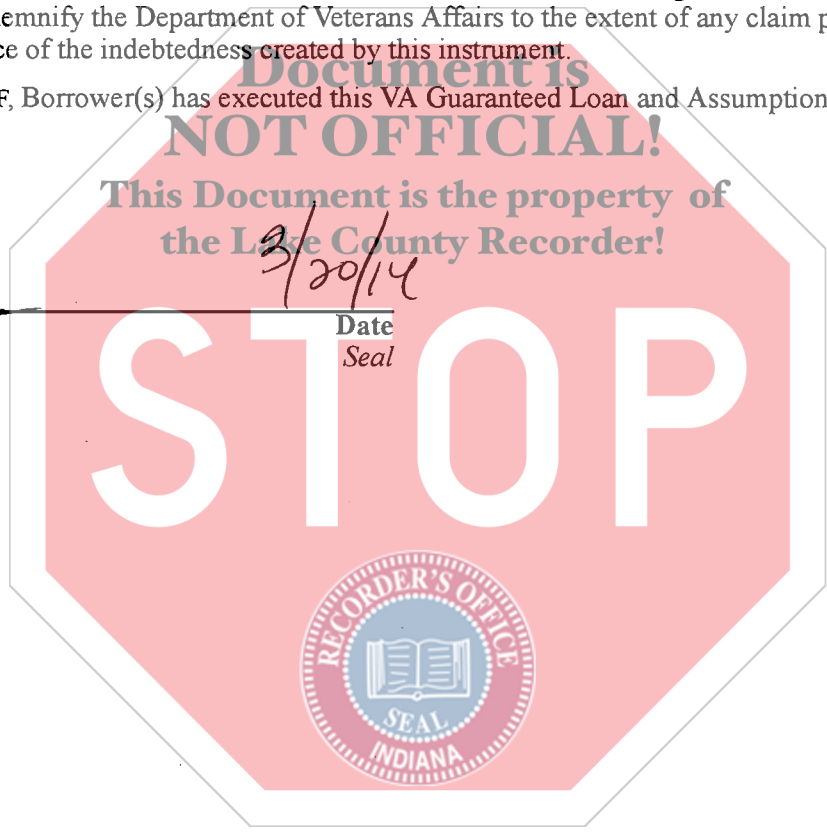 emnify the Department of Veterans Affairs to the extent of any claim p
ce of the indebtedness created by this instrument.
Document is
F, Borrower(s) has executed this VA Guaranteed Loan and Assumption
NOT OFFICIAL!
This Document is the property of
the Lake County Recorder!
3/20/14
Date
Seal
STOP
RECORDER'S OFFICE
SEAL
INDIANA